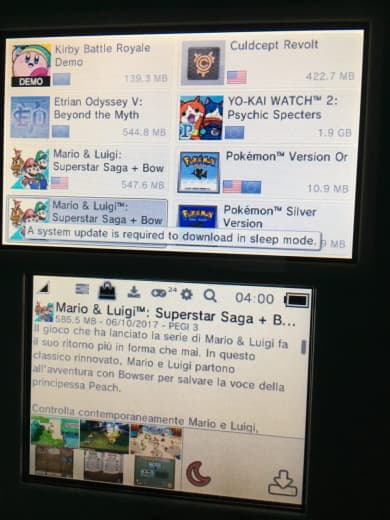 Kirby Battle Royale
Demo
DEMO
139.3 MB
Culdcept Revolt
422.7 MB
Etrian Odyssey V:
Beyond the Myth
544.8 MB
YO-KAI WATCH™ 2:
Psychic Specters
1.9 GB
Mario & Luigi:
Superstar Saga + Bow
547.6 MB
Pokémon™ Version Or
10.9 MB
Mario & Luigi™:
Superstar Saga + Bow
Pokémon™ Silver
Version
A system update is required to download in sleep mode.
9 MB
24
04:00
Mario & Luigi™: Superstar Saga + B...
585.5 MB - 06/10/2017 - PEGI 3
Il gioco che ha lanciato la serie di Mario & Luigi fa
il suo ritorno più in forma che mai. In questo
classico rinnovato, Mario e Luigi partono
all'avventura con Bowser per salvare la voce della
principessa Peach.
Controlla contemporaneamente Mario e Luigi,